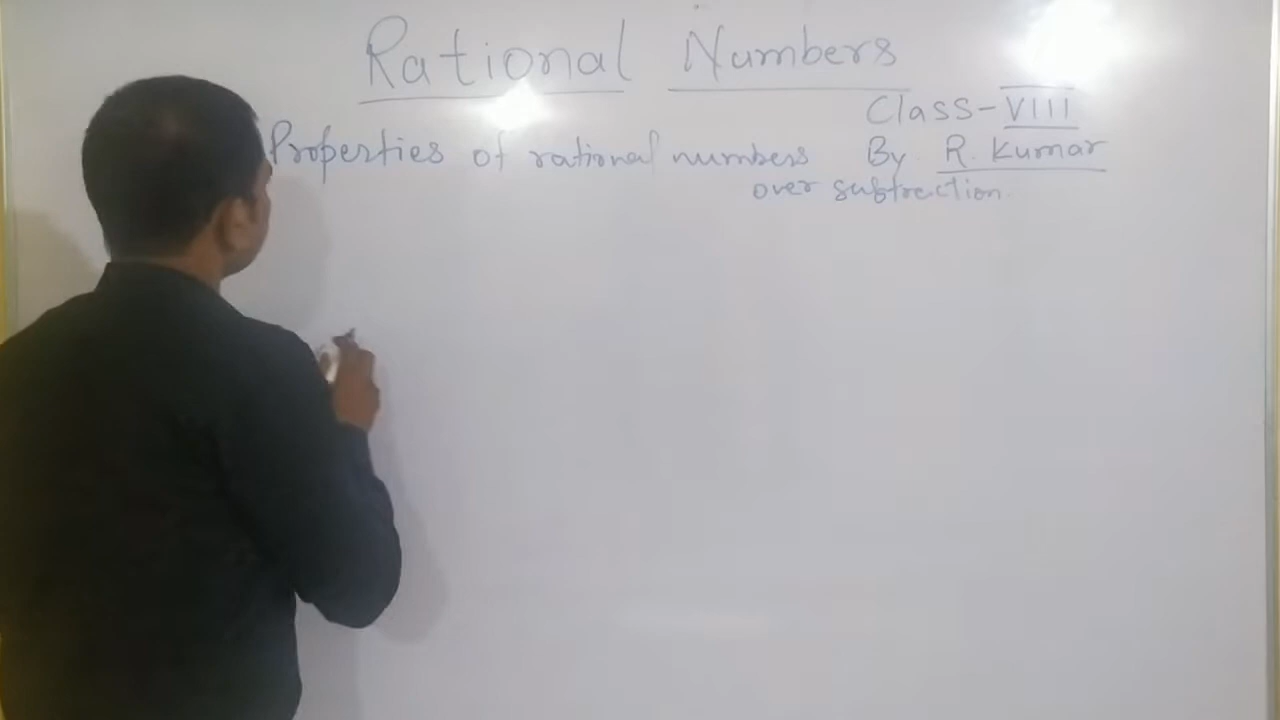 Rational Numbers
Class-VIII
Properties of rational numbers By R. Kumar
over subtraction.